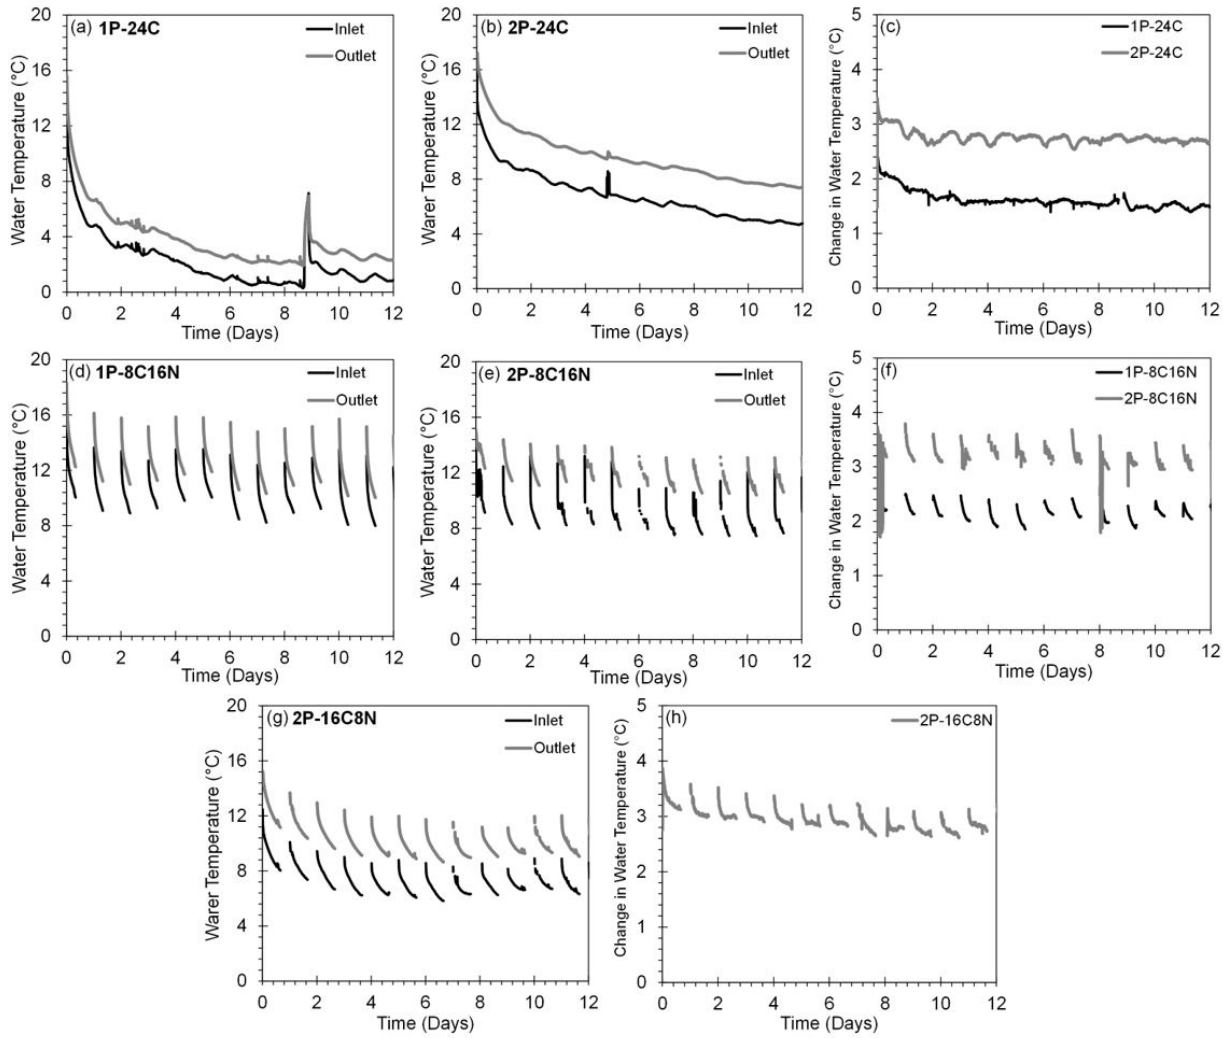 (a) 1P-24C
Inlet
Outlet
Water Temperature (°C)
20
16
12
8
4
0
0 2 4 6 8 10 12
Time (Days)
(b) 2P-24C
Inlet
Outlet
Warer Temperature (°C)
20
16
12
8
4
0
0 2 4 6 8 10 12
Time (Days)
(c)
1P-24C
2P-24C
Change in Water Temperature (°C)
5
4
3
2
1
0
0 2 4 6 8 10 12
Time (Days)
(d) 1P-8C16N
Inlet
Outlet
Water Temperature (°C)
20
16
12
8
4
0
0 2 4 6 8 10 12
Time (Days)
(e) 2P-8C16N
Inlet
Outlet
Water Temperature (°C)
20
16
12
8
4
0
0 2 4 6 8 10 12
Time (Days)
(f)
1P-8C16N
2P-8C16N
Change in Water Temperature (°C)
5
4
3
2
1
0
0 2 4 6 8 10 12
Time (Days)
(g) 2P-16C8N
Inlet
Outlet
Warer Temperature (°C)
20
16
12
8
4
0
0 2 4 6 8 10 12
Time (Days)
(h)
2P-16C8N
Change in Water Temperature (°C)
5
4
3
2
1
0
0 2 4 6 8 10 12
Time (Days)